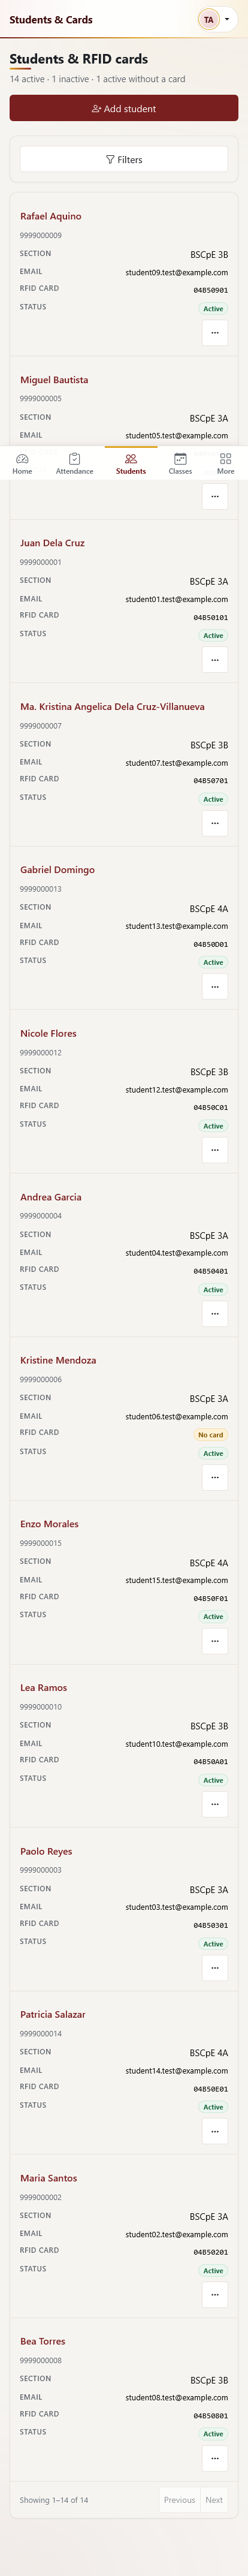 Students & Cards
TA
Students & RFID cards
14 active · 1 inactive · 1 active without a card
Add student
Filters
Rafael Aquino
9999000009
SECTION BSCpE 3B
EMAIL student09.test@example.com
RFID CARD 04B50901
STATUS Active
Miguel Bautista
9999000005
SECTION BSCpE 3A
EMAIL student05.test@example.com
Home Attendance Students Classes More
Juan Dela Cruz
9999000001
SECTION BSCpE 3A
EMAIL student01.test@example.com
RFID CARD 04B50101
STATUS Active
Ma. Kristina Angelica Dela Cruz-Villanueva
9999000007
SECTION BSCpE 3B
EMAIL student07.test@example.com
RFID CARD 04B50701
STATUS Active
Gabriel Domingo
9999000013
SECTION BSCpE 4A
EMAIL student13.test@example.com
RFID CARD 04B50D01
STATUS Active
Nicole Flores
9999000012
SECTION BSCpE 3B
EMAIL student12.test@example.com
RFID CARD 04B50C01
STATUS Active
Andrea Garcia
9999000004
SECTION BSCpE 3A
EMAIL student04.test@example.com
RFID CARD 04B50401
STATUS Active
Kristine Mendoza
9999000006
SECTION BSCpE 3A
EMAIL student06.test@example.com
RFID CARD No card
STATUS Active
Enzo Morales
9999000015
SECTION BSCpE 4A
EMAIL student15.test@example.com
RFID CARD 04B50F01
STATUS Active
Lea Ramos
9999000010
SECTION BSCpE 3B
EMAIL student10.test@example.com
RFID CARD 04B50A01
STATUS Active
Paolo Reyes
9999000003
SECTION BSCpE 3A
EMAIL student03.test@example.com
RFID CARD 04B50301
STATUS Active
Patricia Salazar
9999000014
SECTION BSCpE 4A
EMAIL student14.test@example.com
RFID CARD 04B50E01
STATUS Active
Maria Santos
9999000002
SECTION BSCpE 3A
EMAIL student02.test@example.com
RFID CARD 04B50201
STATUS Active
Bea Torres
9999000008
SECTION BSCpE 3B
EMAIL student08.test@example.com
RFID CARD 04B50801
STATUS Active
Showing 1–14 of 14 Previous Next